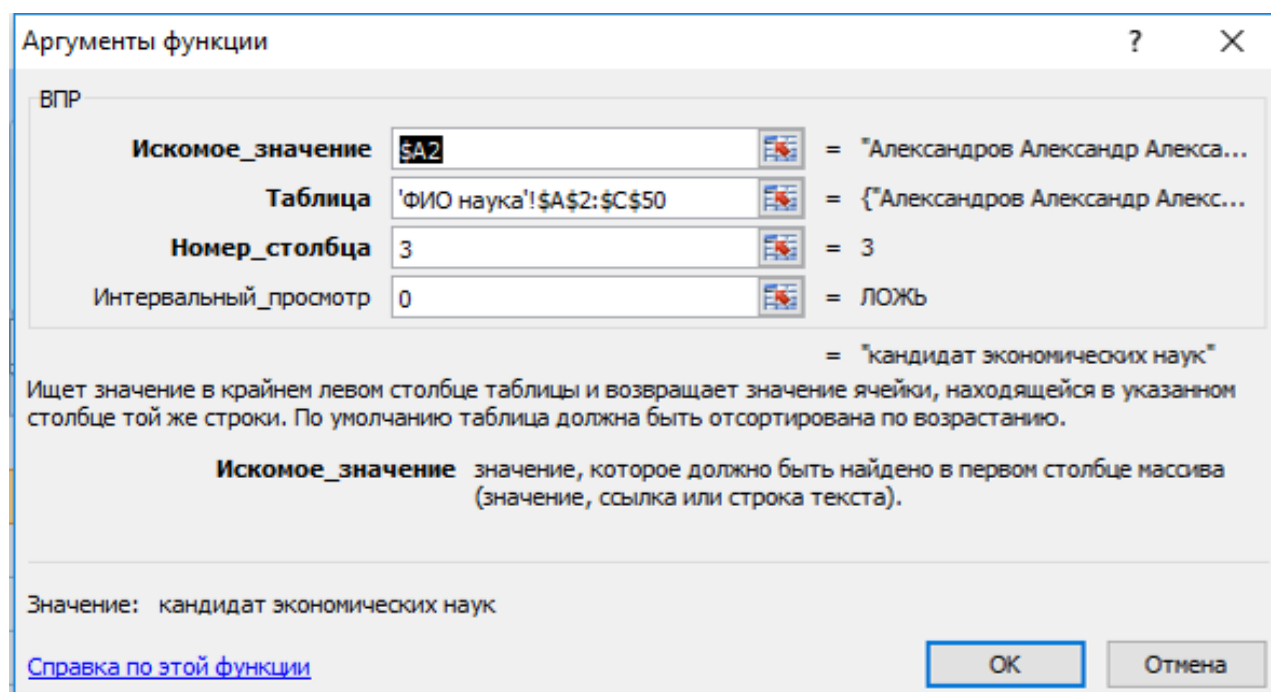 Аргументы функции ? ×
ВПР
Искомое_значение $A2 = "Александров Александр Алекса...
Таблица 'ФИО наука'!$A$2:$C$50 = {"Александров Александр Алекс...
Номер_столбца 3 = 3
Интервальный_просмотр 0 = ЛОЖЬ
= "кандидат экономических наук"
Ищет значение в крайнем левом столбце таблицы и возвращает значение ячейки, находящейся в указанном
столбце той же строки. По умолчанию таблица должна быть отсортирована по возрастанию.
Искомое_значение значение, которое должно быть найдено в первом столбце массива
(значение, ссылка или строка текста).
Значение: кандидат экономических наук
Справка по этой функции ОК Отмена